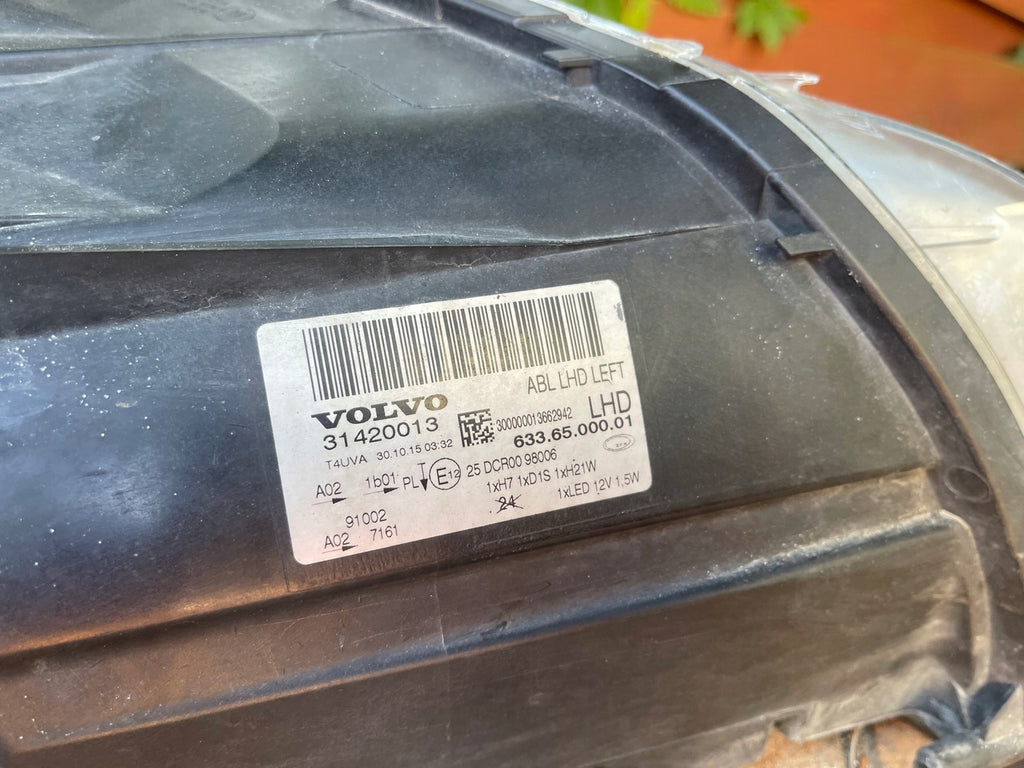 ABL LHD LEFT
VOLVO
31420013
300000013662942
LHD
633.65.000.01
T4UVA 30.10.15 03:32
A02 1b01 PL E12 25 DCR00 98006
1xH7 1xD1S 1xH21W
24 1xLED 12V 1,5W
91002
A02 7161